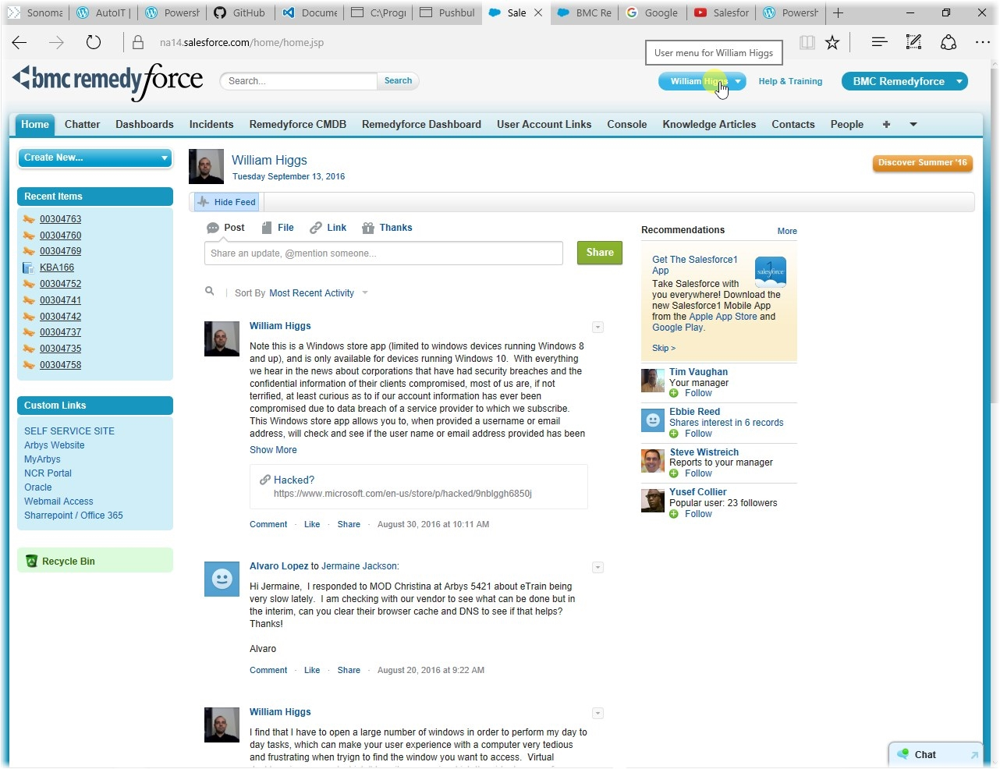 Sonoma
AutoIT |
Powersh
GitHub
Docume
C:\Progr
Pushbul
Sale
BMC Re
Google
Salesfor
Powersh
na14.salesforce.com/home/home.jsp
User menu for William Higgs
bmc remedyforce
Search...
Search
William Higgs
Help & Training
BMC Remedyforce
Home
Chatter
Dashboards
Incidents
Remedyforce CMDB
Remedyforce Dashboard
User Account Links
Console
Knowledge Articles
Contacts
People
Create New...
William Higgs
Tuesday September 13, 2016
Discover Summer '16
Recent Items
00304763
00304760
00304769
KBA166
00304752
00304741
00304742
00304737
00304735
00304758
Custom Links
SELF SERVICE SITE
Arbys Website
MyArbys
NCR Portal
Oracle
Webmail Access
Sharrepoint / Office 365
Recycle Bin
Hide Feed
Post
File
Link
Thanks
Share an update, @mention someone...
Share
Sort By Most Recent Activity
William Higgs
Note this is a Windows store app (limited to windows devices running Windows 8
and up), and is only available for devices running Windows 10. With everything
we hear in the news about corporations that have had security breaches and the
confidential information of their clients compromised, most of us are, if not
terrified, at least curious as to if our account information has ever been
compromised due to data breach of a service provider to which we subscribe.
This Windows store app allows you to, when provided a username or email
address, will check and see if the user name or email address provided has been
Show More
Hacked?
https://www.microsoft.com/en-us/store/p/hacked/9nblggh6850j
Comment · Like · Share · August 30, 2016 at 10:11 AM
Alvaro Lopez to Jermaine Jackson:
Hi Jermaine, I responded to MOD Christina at Arbys 5421 about eTrain being
very slow lately. I am checking with our vendor to see what can be done but in
the interim, can you clear their browser cache and DNS to see if that helps?
Thanks!
Alvaro
Comment · Like · Share · August 20, 2016 at 9:22 AM
William Higgs
I find that I have to open a large number of windows in order to perform my day to
day tasks, which can make your user experience with a computer very tedious
and frustrating when tryign to find the window you want to access. Virtual
Recommendations
More
Get The Salesforce1
App
Take Salesforce with
you everywhere! Download the
new Salesforce1 Mobile App
from the Apple App Store and
Google Play.
Skip >
salesforce
Tim Vaughan
Your manager
Follow
Ebbie Reed
Shares interest in 6 records
Follow
Steve Wistreich
Reports to your manager
Follow
Yusef Collier
Popular user: 23 followers
Follow
Chat